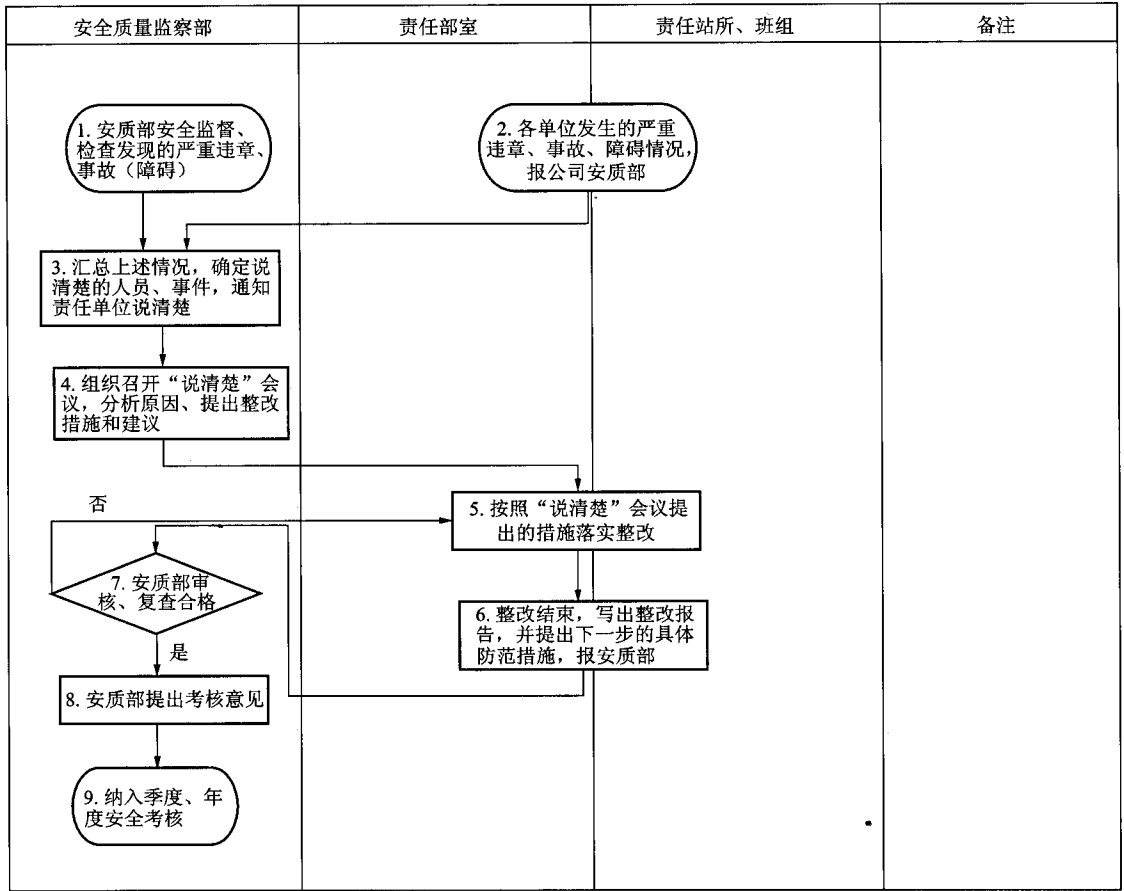 安全质量监察部
责任部室
责任站所、班组
备注
1. 安质部安全监督、
检查发现的严重违章、
事故（障碍）
2. 各单位发生的严重
违章、事故、障碍情况，
报公司安质部
3. 汇总上述情况，确定说
清楚的人员、事件，通知
责任单位说清楚
4. 组织召开“说清楚”会
议，分析原因、提出整改
措施和建议
否
5. 按照“说清楚”会议提
出的措施落实整改
7. 安质部审
核、复查合格
6. 整改结束，写出整改报
告，并提出下一步的具体
防范措施，报安质部
是
8. 安质部提出考核意见
9. 纳入季度、年
度安全考核